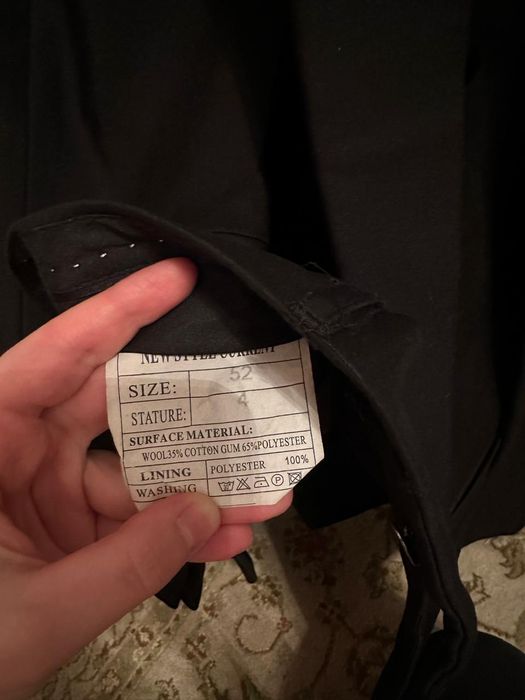 NEW STYLE CURRENT
SIZE: 52
STATURE: 4
SURFACE MATERIAL:
WOOL35% COTTON GUM 65%POLYESTER
LINING POLYESTER 100%
WASHING